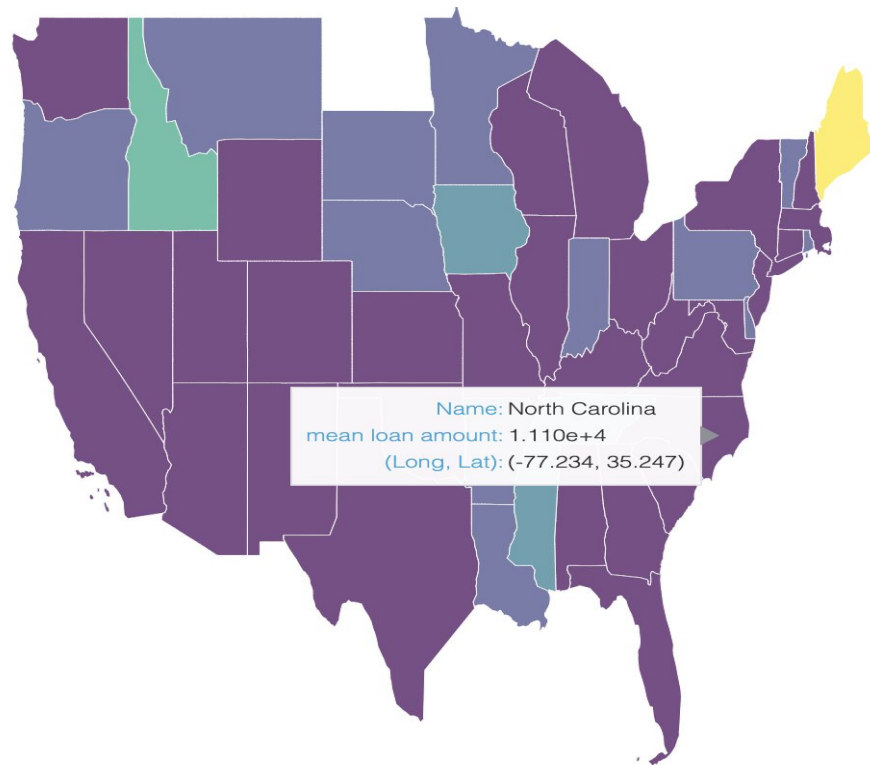 Name: North Carolina
mean loan amount: 1.110e+4
(Long, Lat): (-77.234, 35.247)